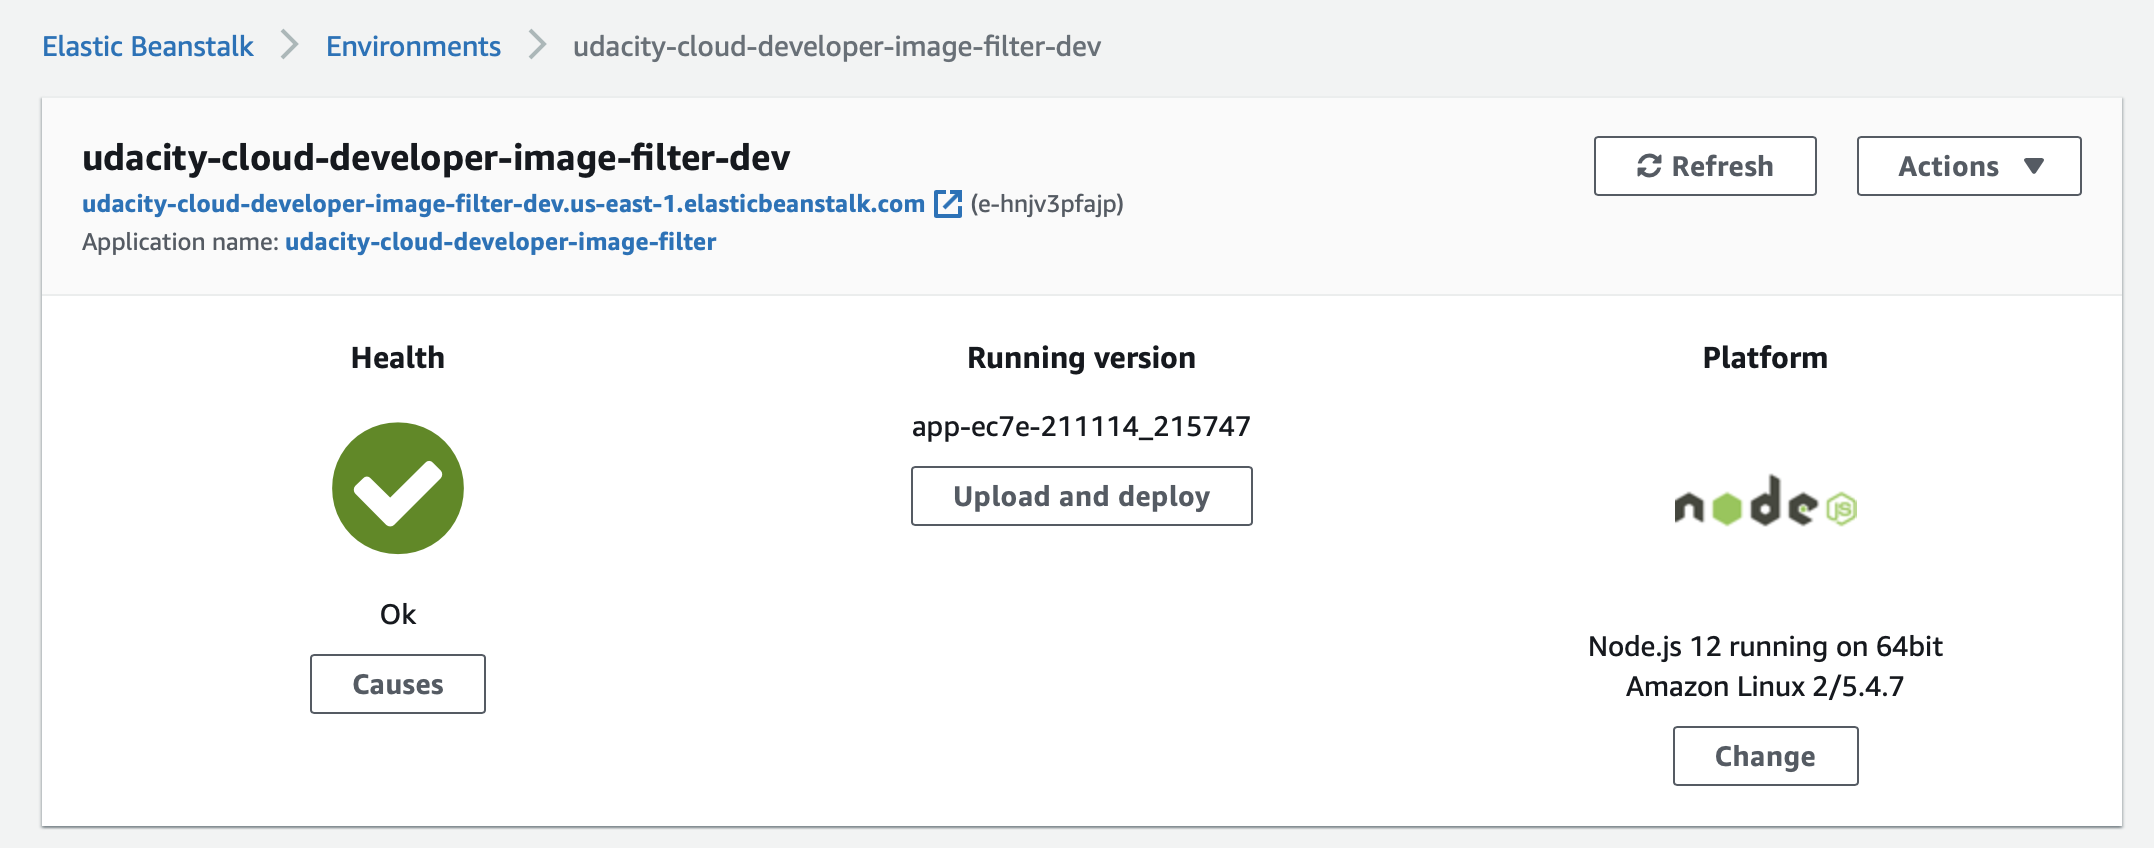 Elastic Beanstalk > Environments > udacity-cloud-developer-image-filter-dev
udacity-cloud-developer-image-filter-dev
Refresh
Actions
udacity-cloud-developer-image-filter-dev.us-east-1.elasticbeanstalk.com (e-hnjv3pfajp)
Application name: udacity-cloud-developer-image-filter
Health
Ok
Causes
Running version
app-ec7e-211114_215747
Upload and deploy
Platform
node JS
Node.js 12 running on 64bit
Amazon Linux 2/5.4.7
Change